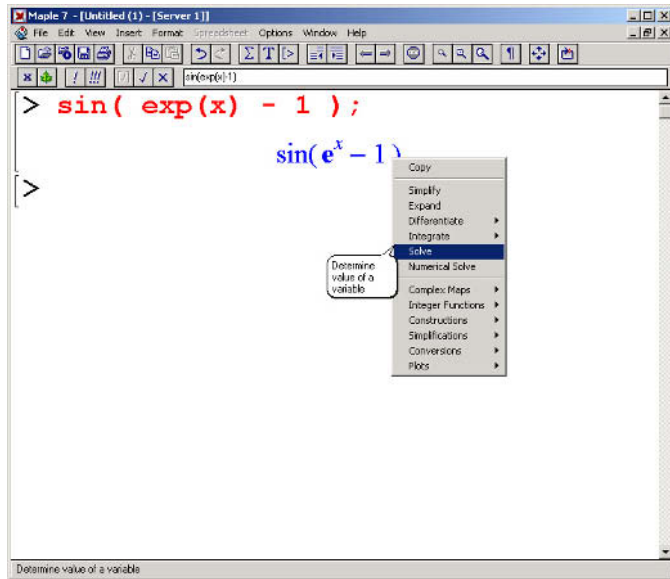 Maple 7 - [Untitled (1) - [Server 1]]
File Edit View Insert Format Spreadsheet Options Window Help
sin(exp(x)-1)
> sin( exp(x) - 1 );
sin( eˣ − 1 )
>
Copy
Simplify
Expand
Differentiate
Integrate
Solve
Numerical Solve
Complex Maps
Integer Functions
Constructions
Simplifications
Conversions
Plots
Determine
value of a
variable
Determine value of a variable